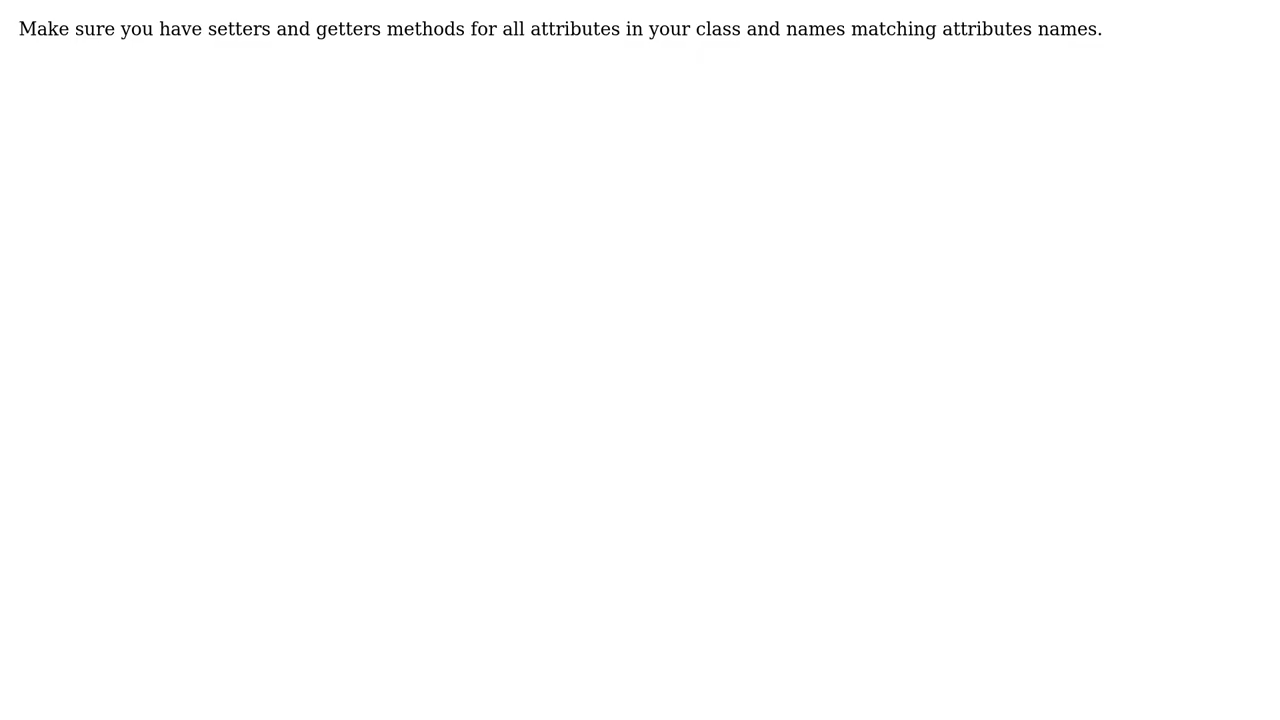 Make sure you have setters and getters methods for all attributes in your class and names matching attributes names.